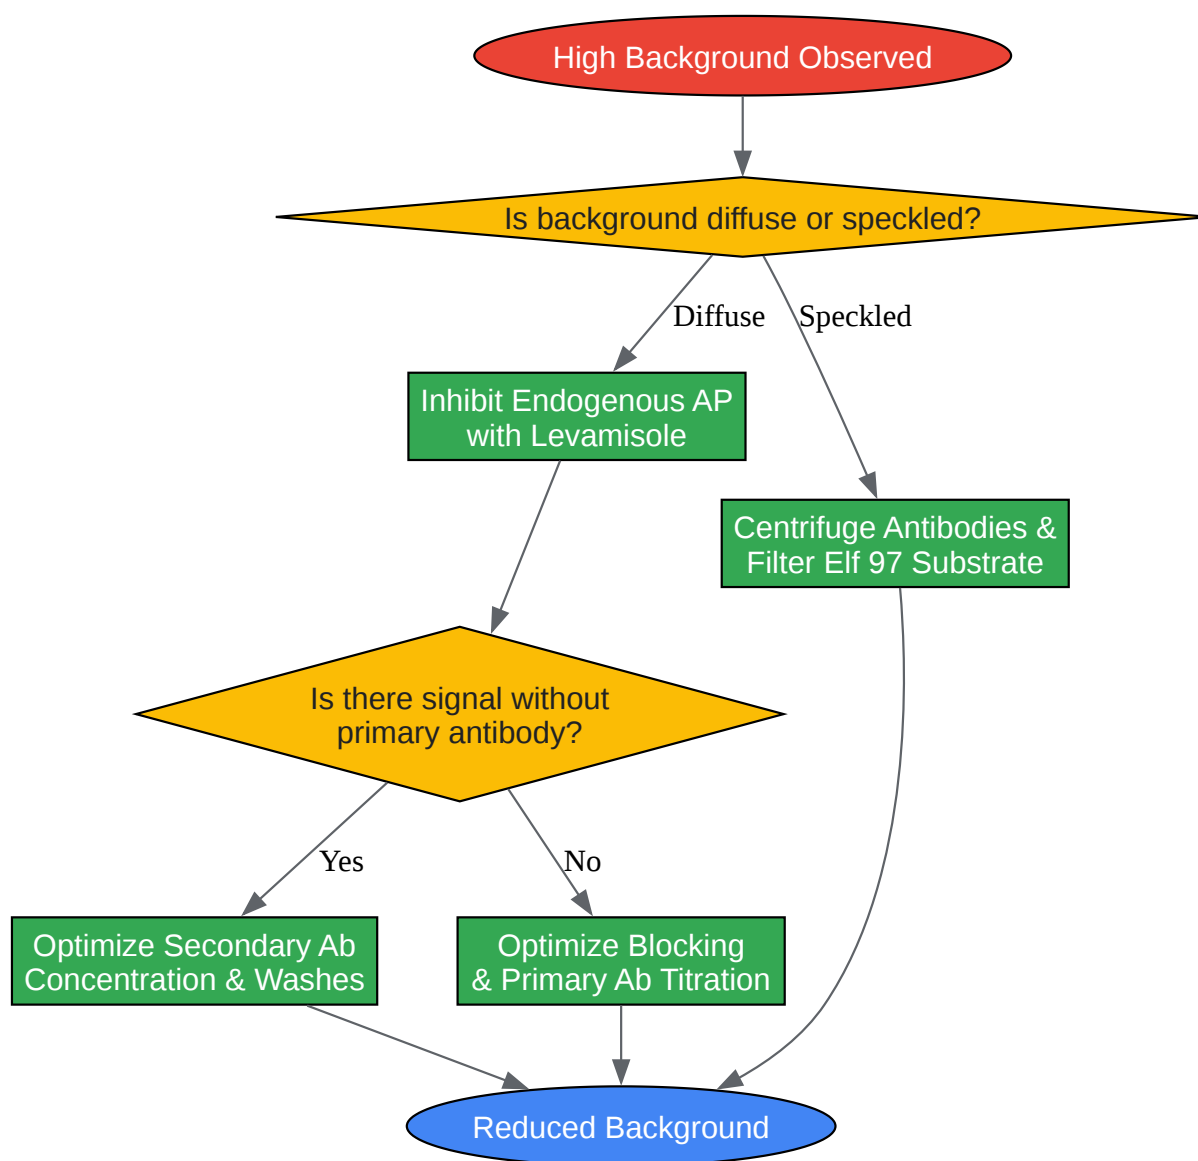 High Background Observed
Is background diffuse or speckled?
Diffuse
Speckled
Inhibit Endogenous AP
with Levamisole
Centrifuge Antibodies &
Filter Elf 97 Substrate
Is there signal without
primary antibody?
Yes
No
Optimize Secondary Ab
Concentration & Washes
Optimize Blocking
& Primary Ab Titration
Reduced Background